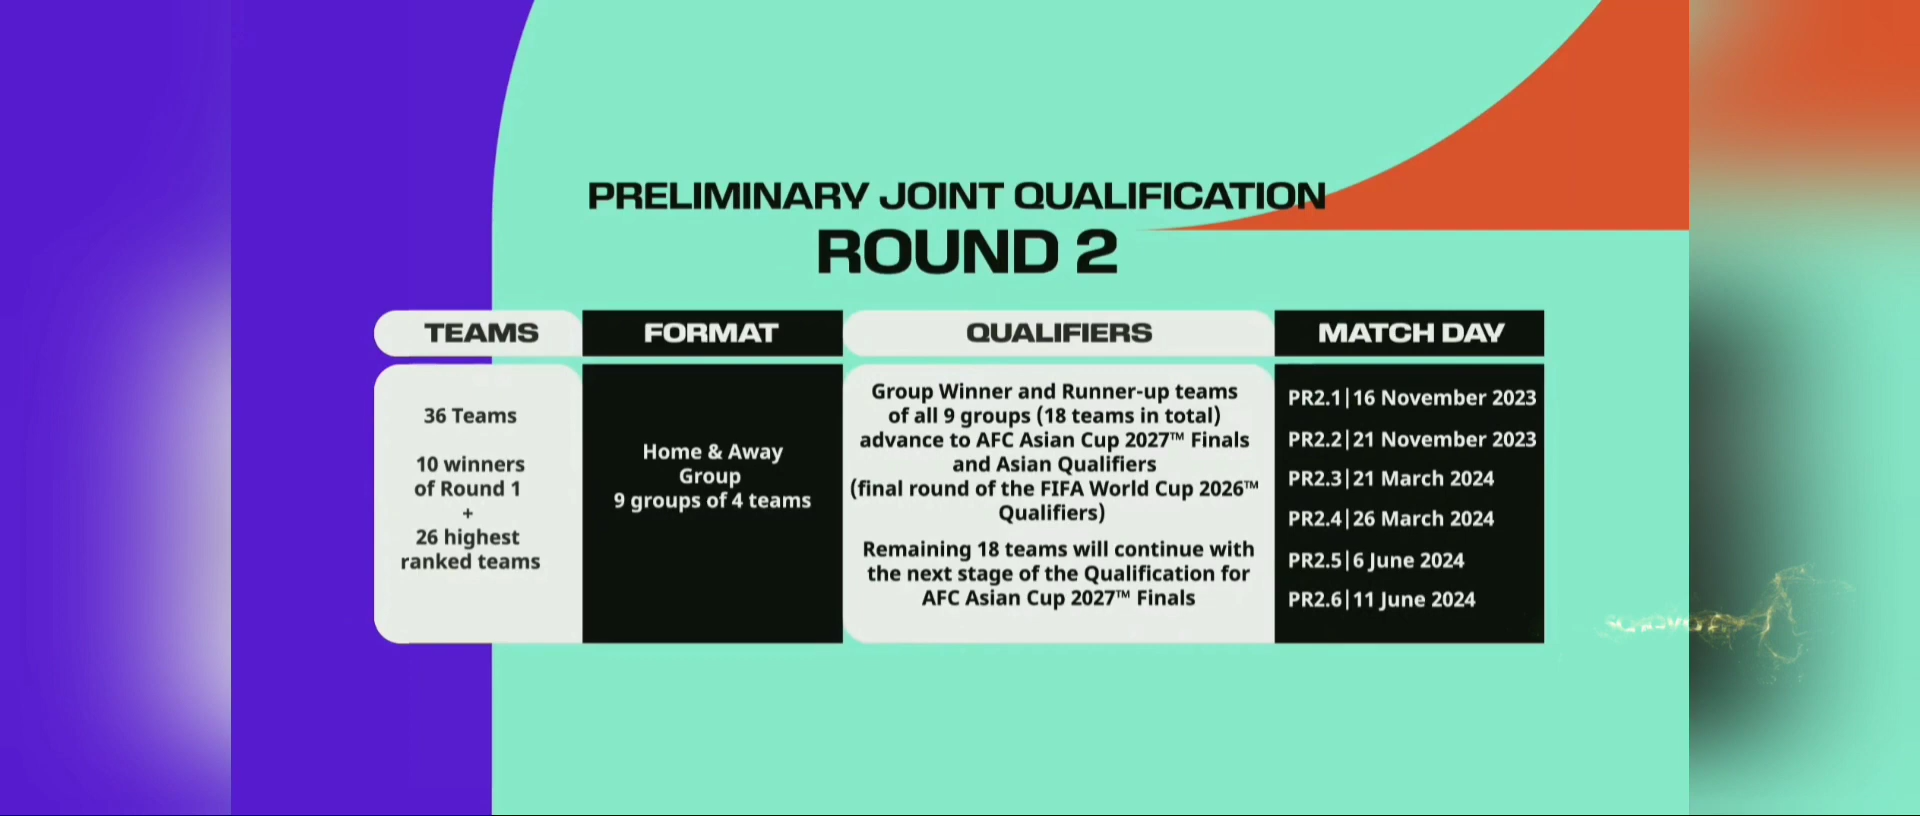 PRELIMINARY JOINT QUALIFICATION
ROUND 2
TEAMS
36 Teams
10 winners
of Round 1
+
26 highest
ranked teams
FORMAT
Home & Away
Group
9 groups of 4 teams
QUALIFIERS
Group Winner and Runner-up teams
of all 9 groups (18 teams in total)
advance to AFC Asian Cup 2027™ Finals
and Asian Qualifiers
(final round of the FIFA World Cup 2026™
Qualifiers)
Remaining 18 teams will continue with
the next stage of the Qualification for
AFC Asian Cup 2027™ Finals
MATCH DAY
PR2.1|16 November 2023
PR2.2|21 November 2023
PR2.3|21 March 2024
PR2.4|26 March 2024
PR2.5|6 June 2024
PR2.6|11 June 2024